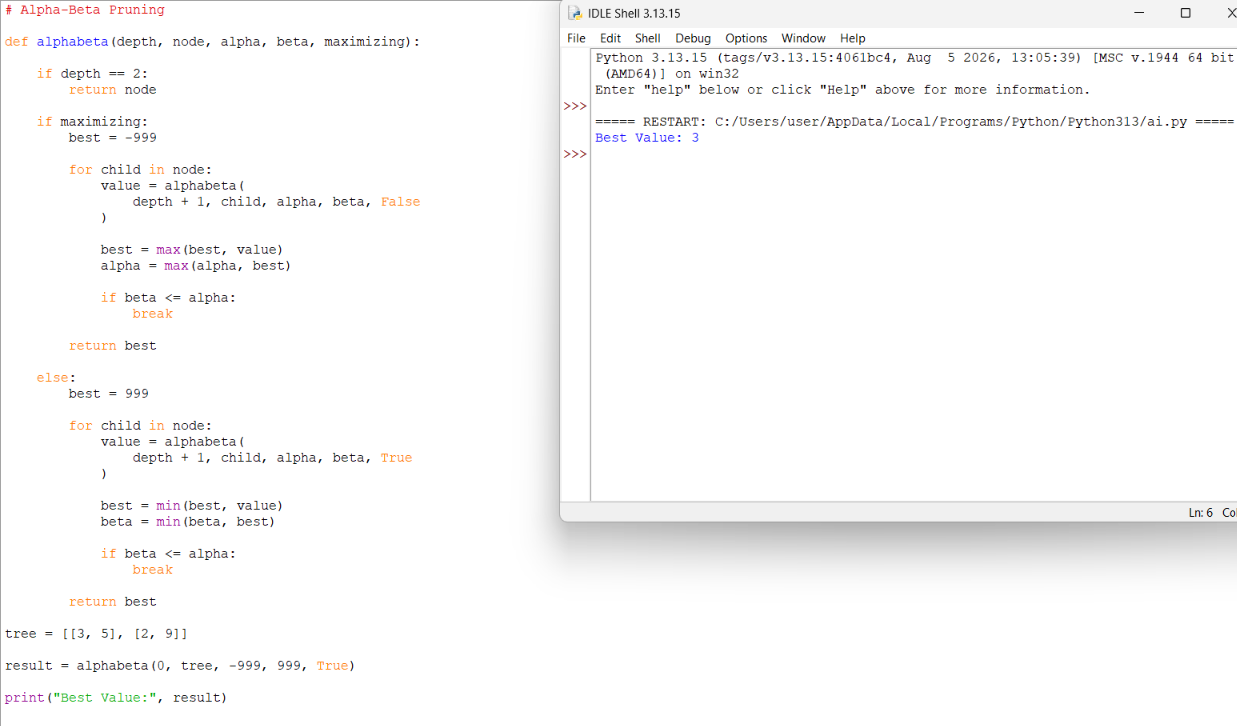 # Alpha-Beta Pruning
def alphabeta(depth, node, alpha, beta, maximizing):
    if depth == 2:
        return node
    if maximizing:
        best = -999
        for child in node:
            value = alphabeta(
                depth + 1, child, alpha, beta, False
            )
            best = max(best, value)
            alpha = max(alpha, best)
            if beta <= alpha:
                break
        return best
    else:
        best = 999
        for child in node:
            value = alphabeta(
                depth + 1, child, alpha, beta, True
            )
            best = min(best, value)
            beta = min(beta, best)
            if beta <= alpha:
                break
        return best
tree = [[3, 5], [2, 9]]
result = alphabeta(0, tree, -999, 999, True)
print("Best Value:", result)
IDLE Shell 3.13.15
File Edit Shell Debug Options Window Help
Python 3.13.15 (tags/v3.13.15:4061bc4, Aug  5 2026, 13:05:39) [MSC v.1944 64 bit
 (AMD64)] on win32
Enter "help" below or click "Help" above for more information.
>>>
===== RESTART: C:/Users/user/AppData/Local/Programs/Python/Python313/ai.py =====
Best Value: 3
>>>
Ln: 6 Co